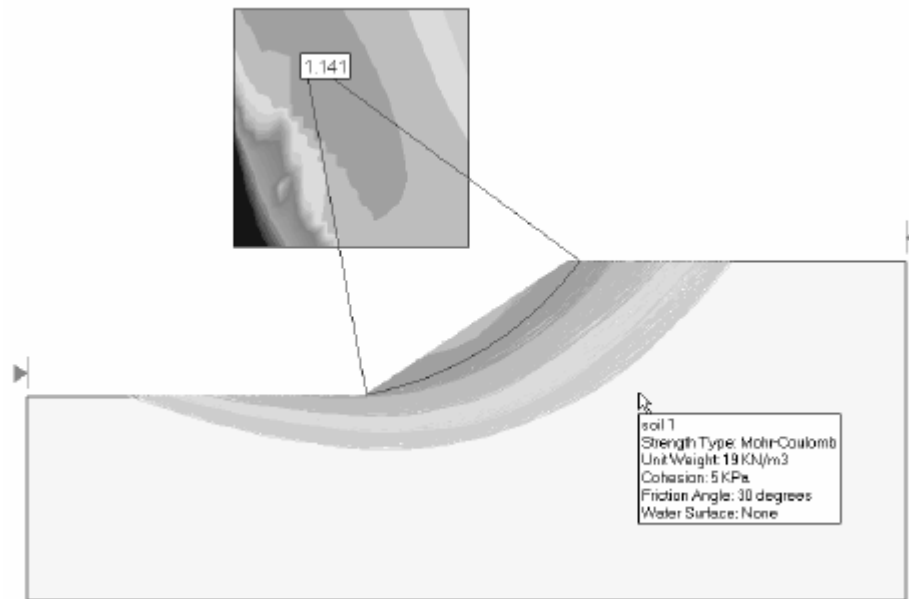 1.141
soil 1
Strength Type: Mohr-Coulomb
Unit Weight: 19 KN/m3
Cohesion: 5 KPa
Friction Angle: 30 degrees
Water Surface: None